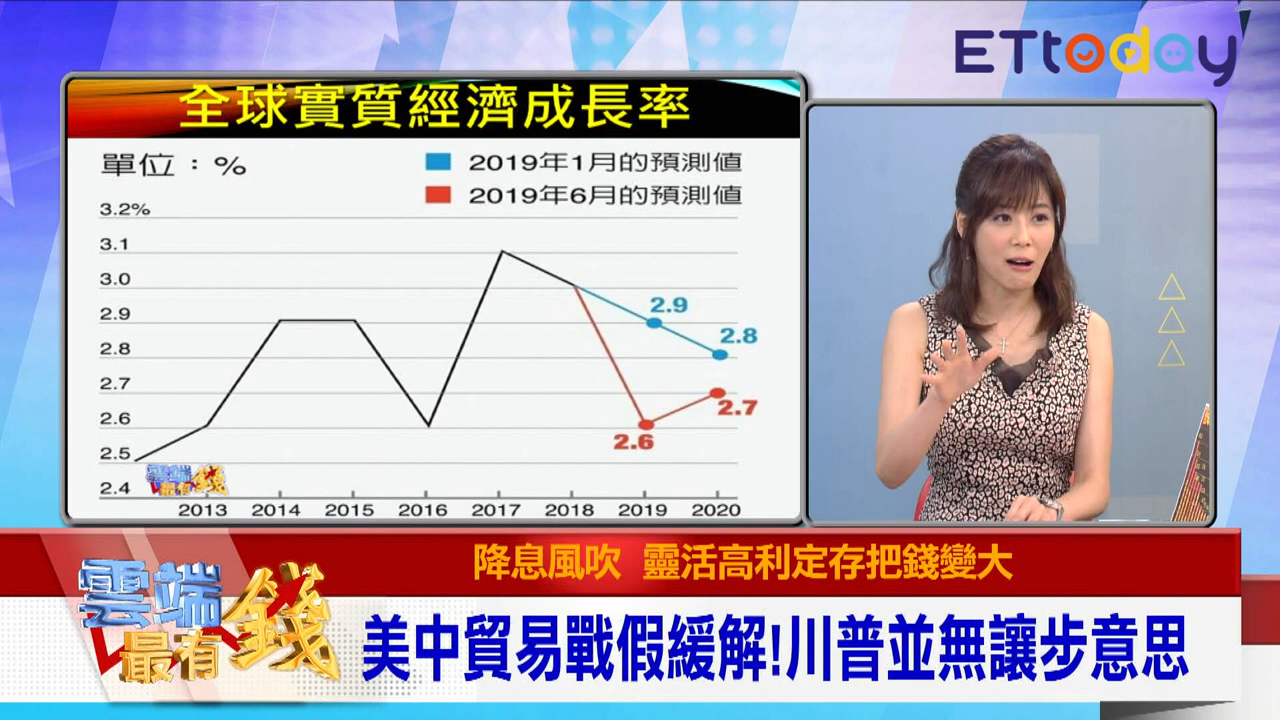 ETtoday
全球實質經濟成長率
單位：%
2019年1月的預測值
2019年6月的預測值
3.2%
3.1
3.0
2.9
2.8
2.7
2.6
2.5
2.4
2.9
2.8
2.7
2.6
雲端最有錢
2013 2014 2015 2016 2017 2018 2019 2020
降息風吹 靈活高利定存把錢變大
雲端
最有
錢
美中貿易戰假緩解!川普並無讓步意思